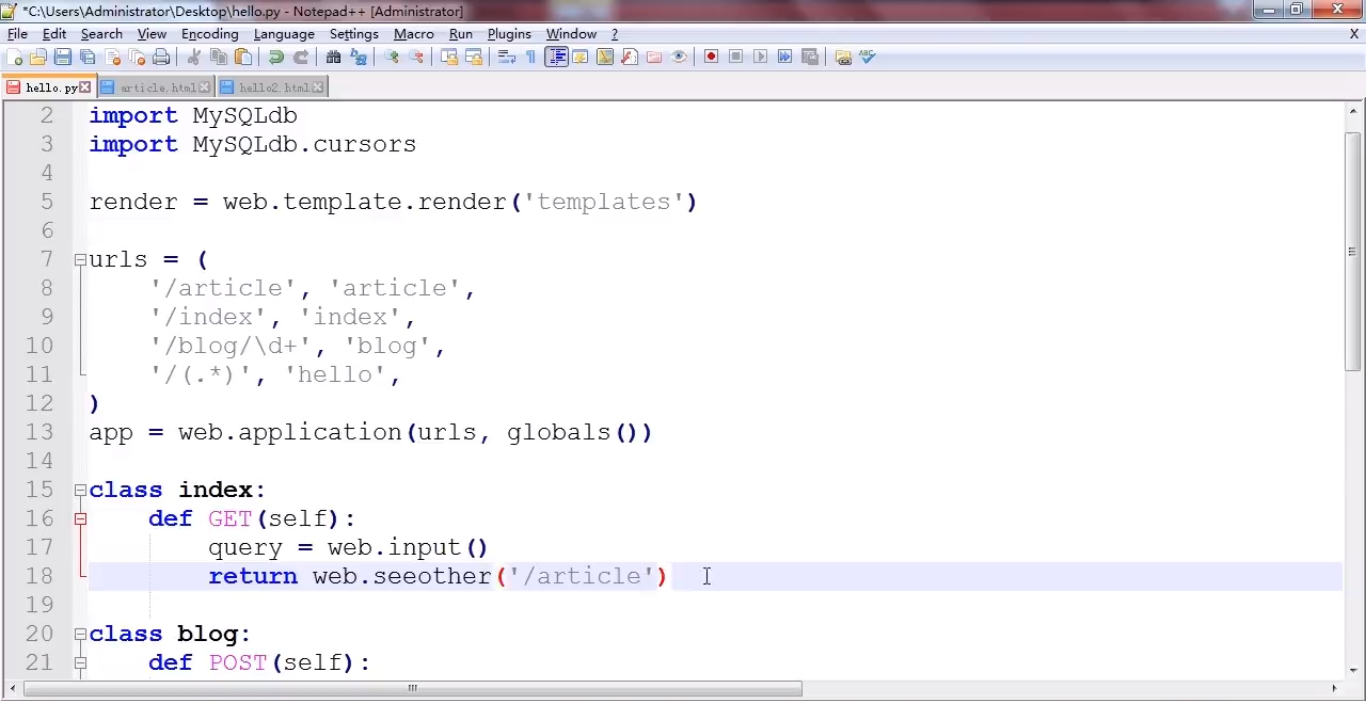 *C:\Users\Administrator\Desktop\hello.py - Notepad++ [Administrator]
File Edit Search View Encoding Language Settings Macro Run Plugins Window ? X
hello.py article.html hello2.html
2 import MySQLdb
3 import MySQLdb.cursors
4
5 render = web.template.render('templates')
6
7 urls = (
8 '/article', 'article',
9 '/index', 'index',
10 '/blog/\d+', 'blog',
11 '/(.*)', 'hello',
12 )
13 app = web.application(urls, globals())
14
15 class index:
16 def GET(self):
17 query = web.input()
18 return web.seeother('/article')
19
20 class blog:
21 def POST(self):